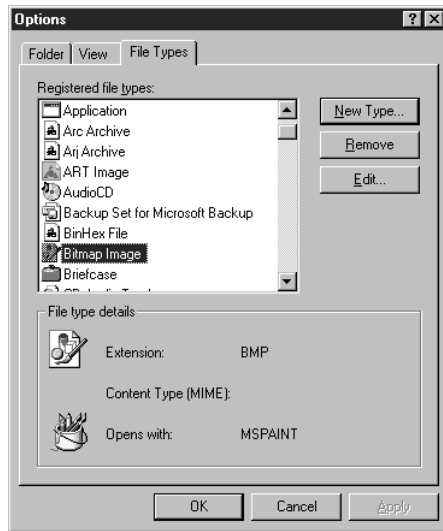 Options
Folder View File Types
Registered file types:
Application
Arc Archive
Arj Archive
ART Image
AudioCD
Backup Set for Microsoft Backup
BinHex File
Bitmap Image
Briefcase
New Type...
Remove
Edit...
File type details
Extension: BMP
Content Type (MIME):
Opens with: MSPAINT
OK Cancel Apply